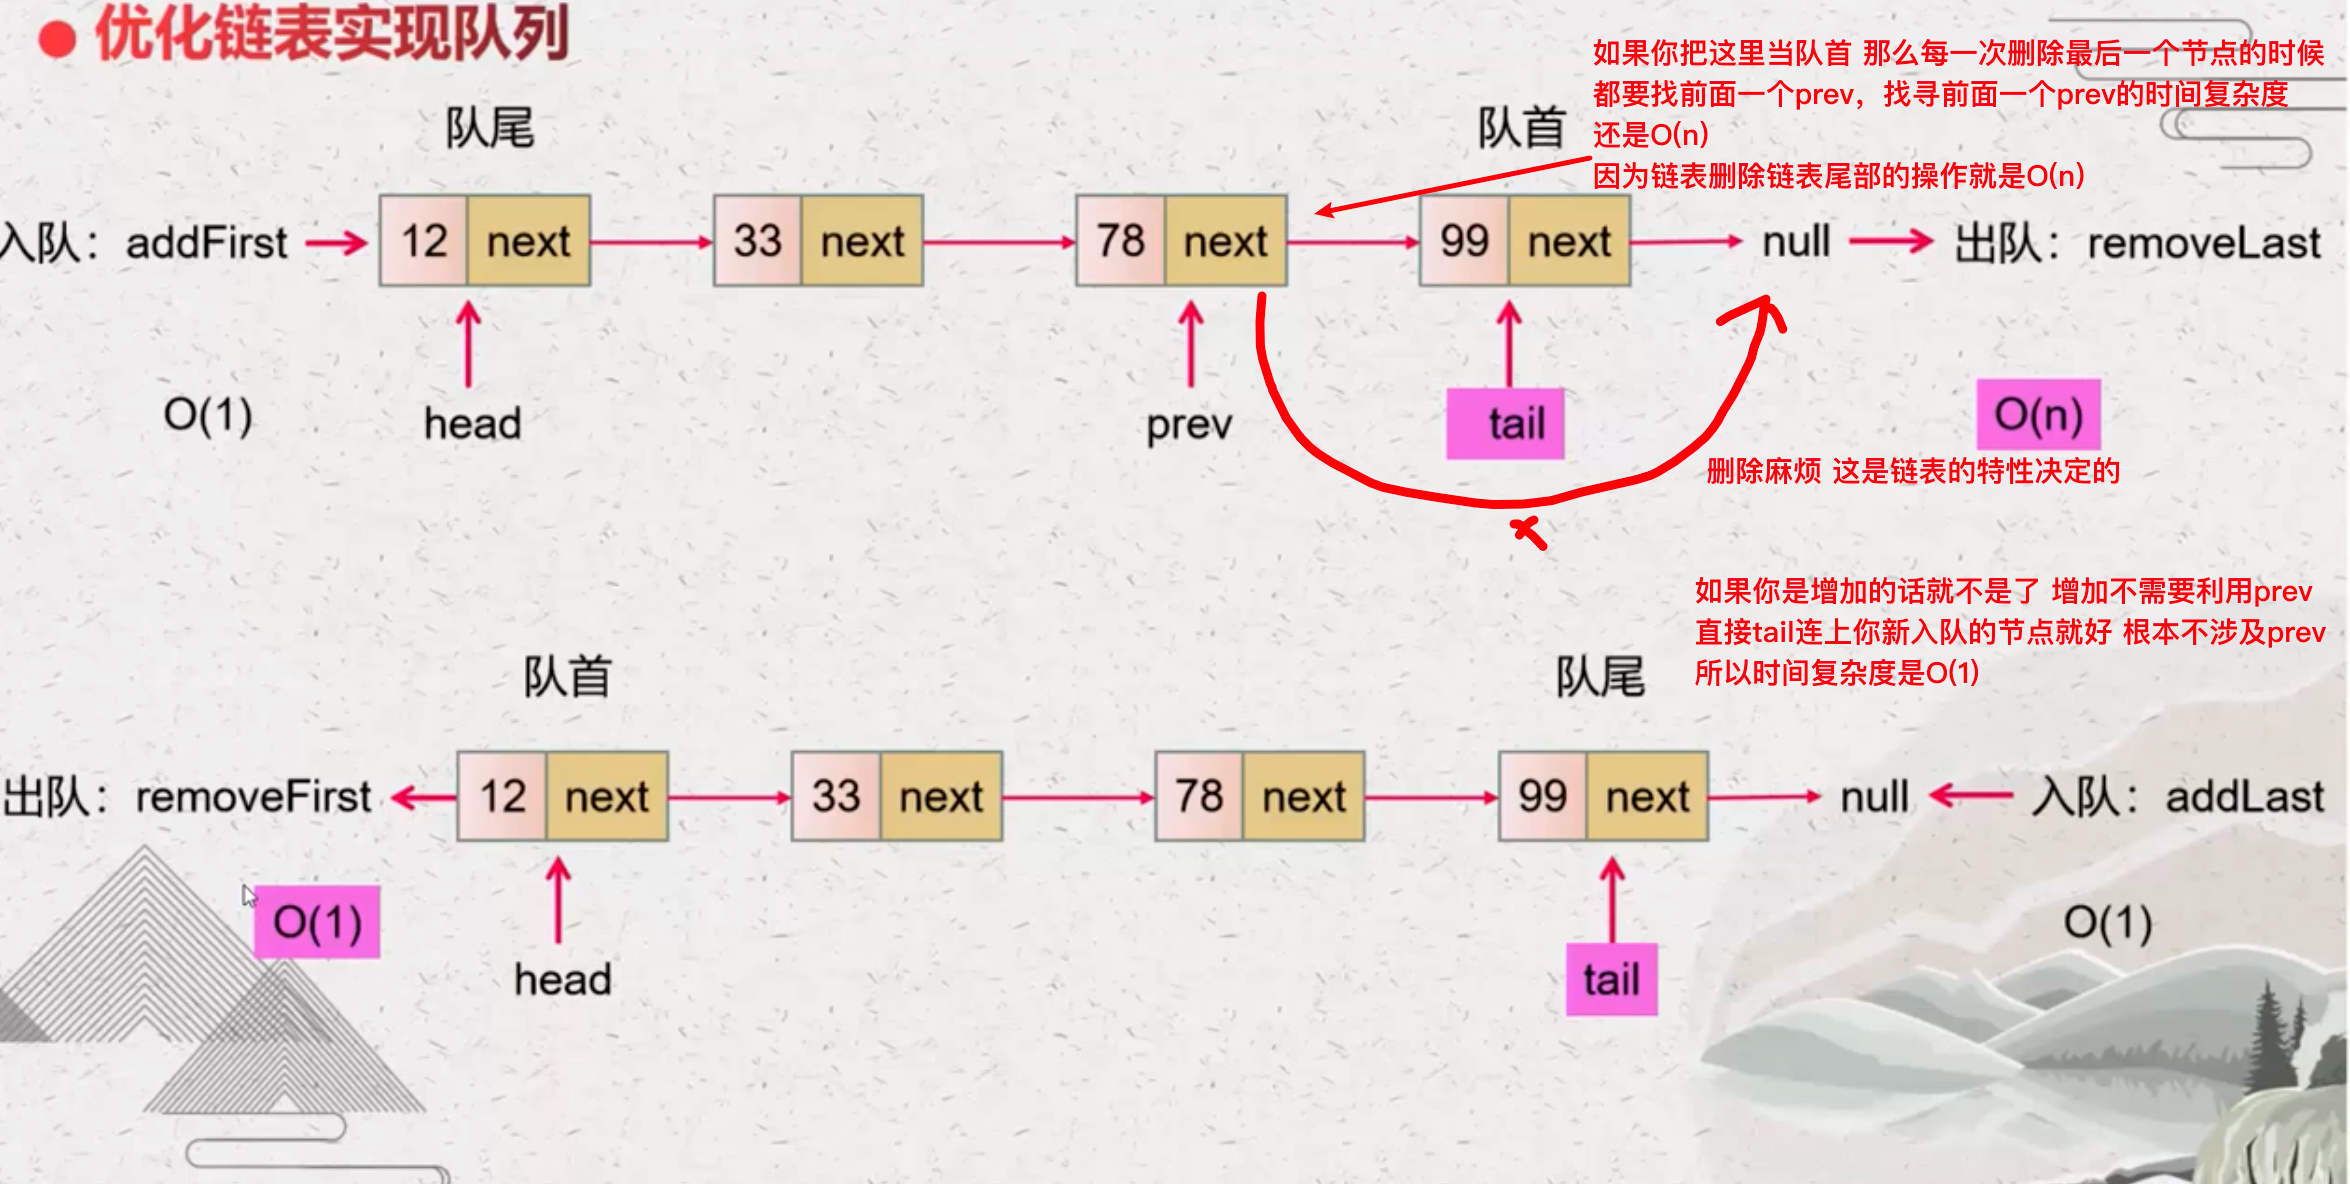 优化链表实现队列
如果你把这里当队首 那么每一次删除最后一个节点的时候
都要找前面一个prev，找寻前面一个prev的时间复杂度
还是O(n)
因为链表删除链表尾部的操作就是O(n)
队尾
队首
入队：addFirst
12 next
33 next
78 next
99 next
null
出队：removeLast
O(1)
head
prev
tail
O(n)
删除麻烦 这是链表的特性决定的
如果你是增加的话就不是了 增加不需要利用prev
直接tail连上你新入队的节点就好 根本不涉及prev
所以时间复杂度是O(1)
队首
队尾
出队：removeFirst
12 next
33 next
78 next
99 next
null
入队：addLast
O(1)
head
tail
O(1)